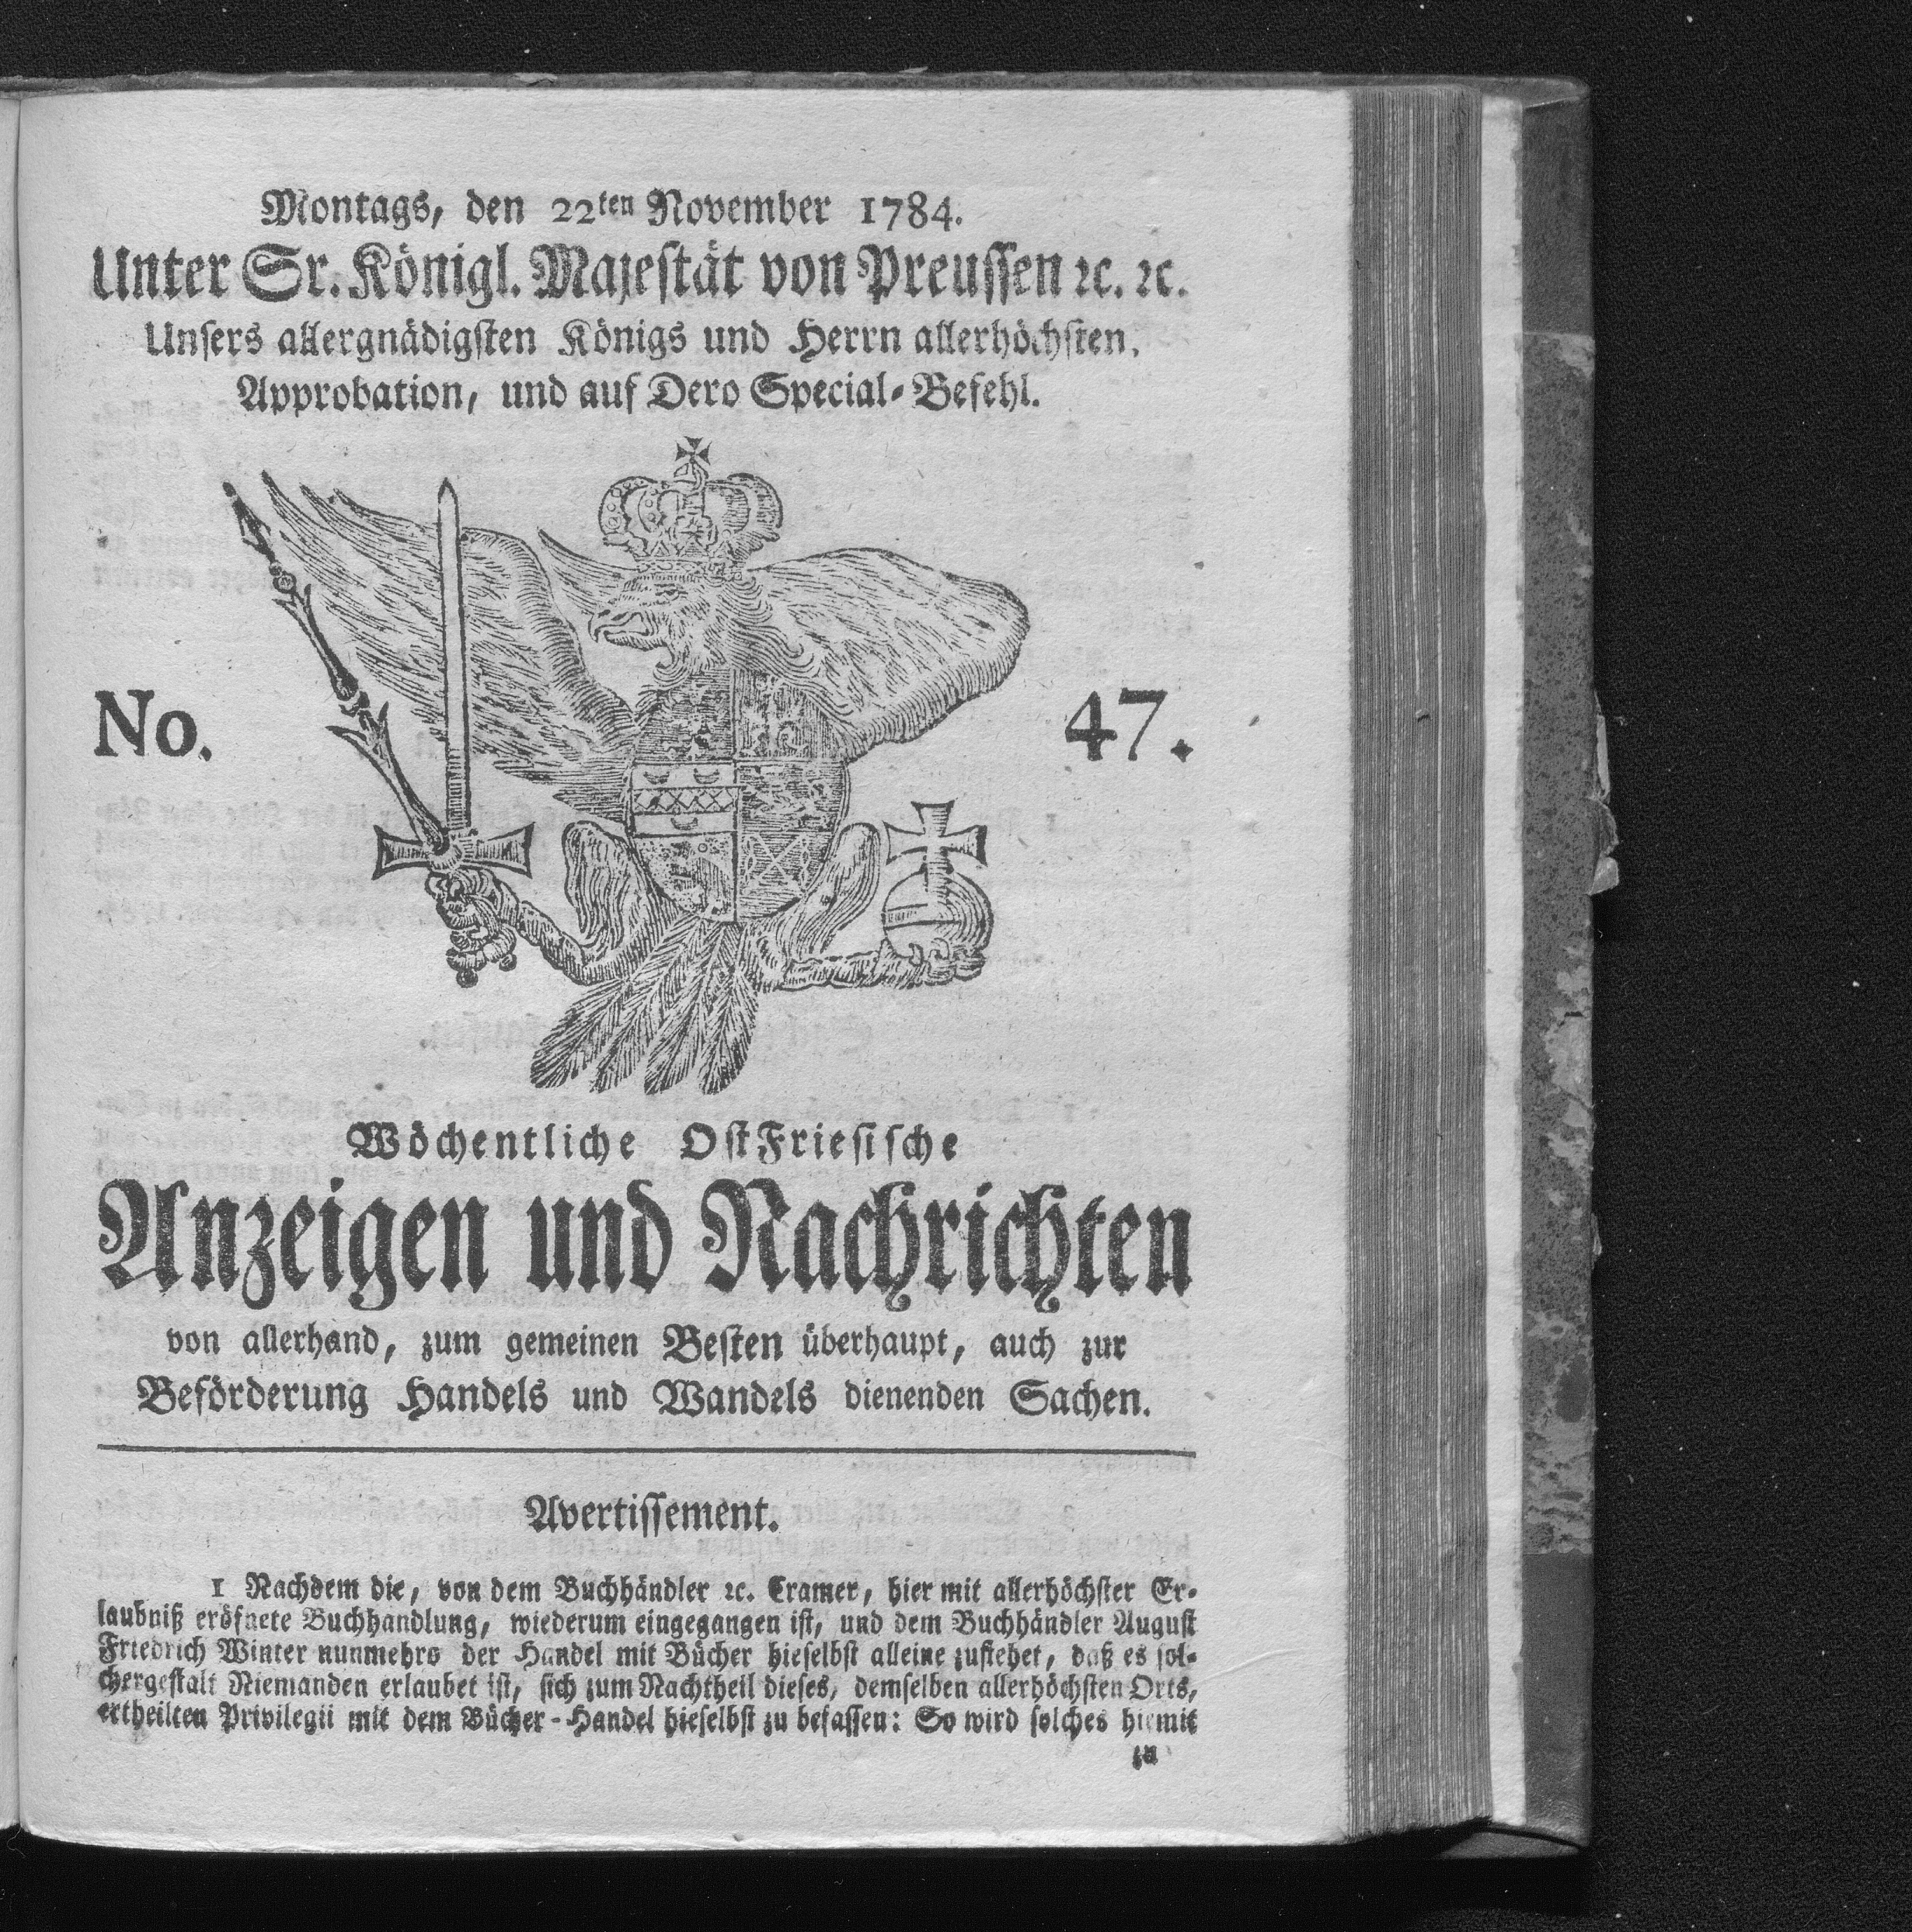 Montags, den 22ten November 1784.
Unter Sr. Königl. Majestät von Preussen ꝛc. ꝛc.
Unsers allergnädigsten Königs und Herrn allerhöchsten,
Approbation, und auf Dero Special-Befehl.
No. 47.
Wöchentliche OstFriesische
Anzeigen und Nachrichten
von allerhand, zum gemeinen Besten überhaupt, auch zur
Beförderung Handels und Wandels dienenden Sachen.
Avertissement.
1 Nachdem die, von dem Buchhändler ꝛc. Cramer, hier mit allerhöchster Er-
laubniß eröfnete Buchhandlung, wiederum eingegangen ist, und dem Buchhändler August
Friedrich Winter nunmehro der Handel mit Bücher hieselbst alleine zustehet, daß es sol-
chergestalt Niemanden erlaubet ist, sich zum Nachtheil dieses, demselben allerhöchsten Orts,
ertheilten Privilegii mit dem Bücher-Handel hieselbst zu befassen: So wird solches hiemit
zu